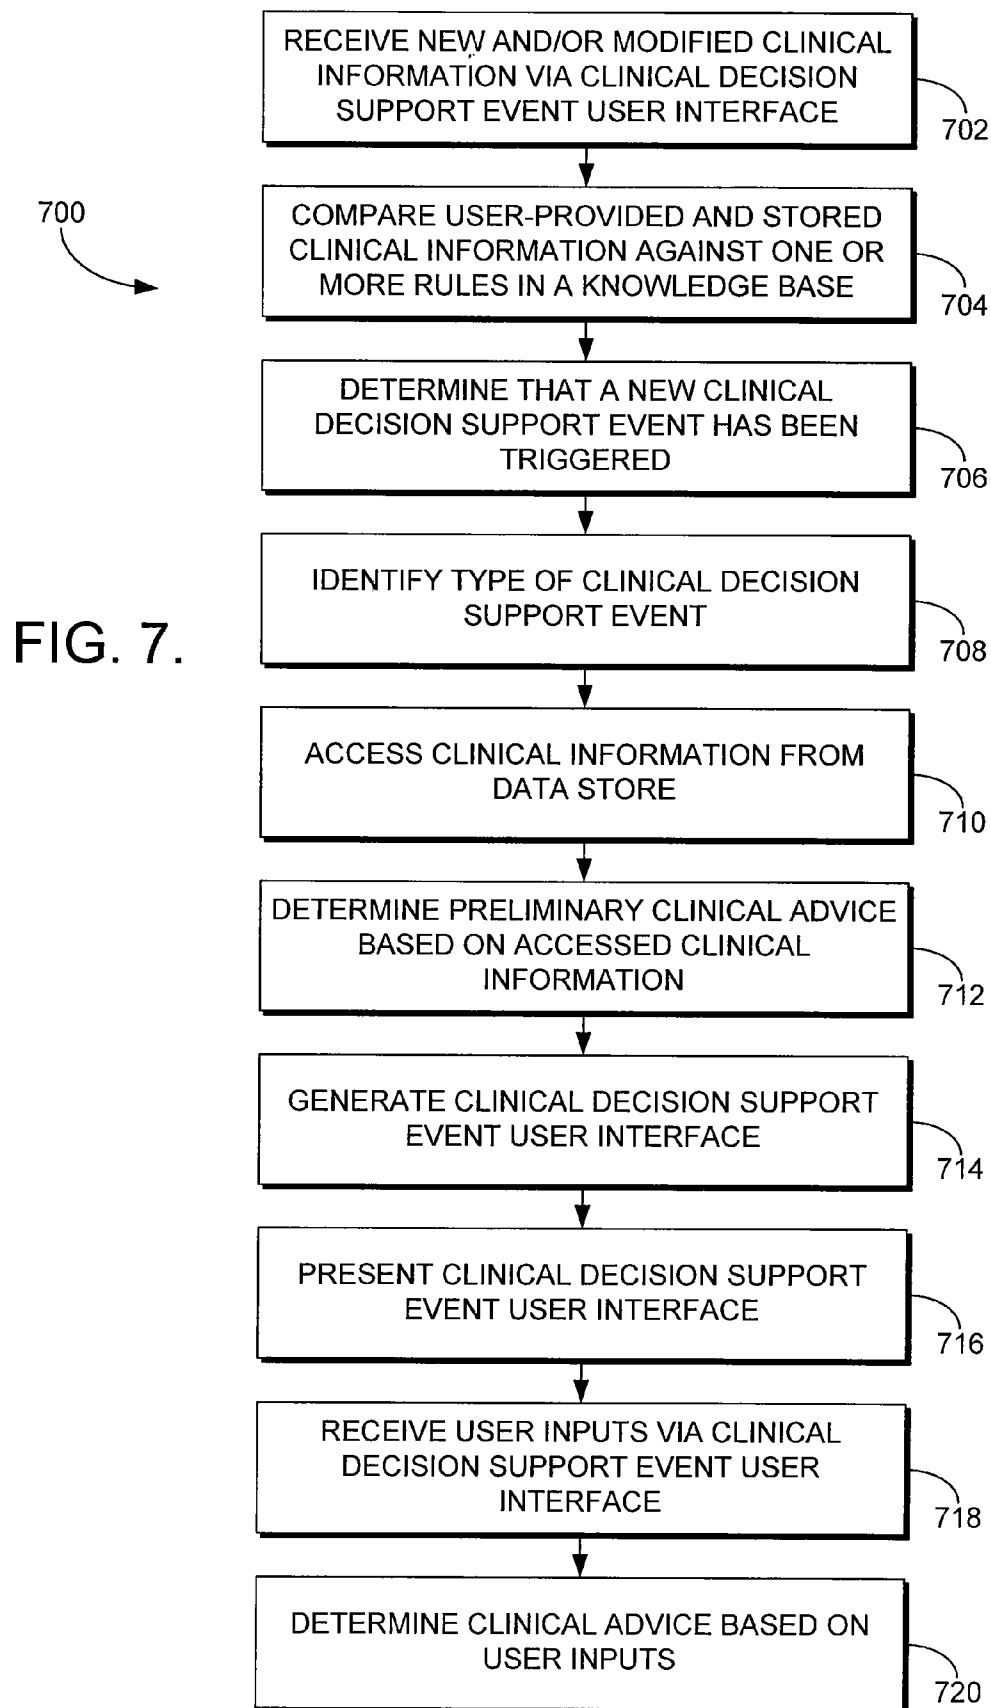 RECEIVE NEW AND/OR MODIFIED CLINICAL
INFORMATION VIA CLINICAL DECISION
SUPPORT EVENT USER INTERFACE
702
700
COMPARE USER-PROVIDED AND STORED
CLINICAL INFORMATION AGAINST ONE OR
MORE RULES IN A KNOWLEDGE BASE
704
DETERMINE THAT A NEW CLINICAL
DECISION SUPPORT EVENT HAS BEEN
TRIGGERED
706
IDENTIFY TYPE OF CLINICAL DECISION
SUPPORT EVENT
708
FIG. 7.
ACCESS CLINICAL INFORMATION FROM
DATA STORE
710
DETERMINE PRELIMINARY CLINICAL ADVICE
BASED ON ACCESSED CLINICAL
INFORMATION
712
GENERATE CLINICAL DECISION SUPPORT
EVENT USER INTERFACE
714
PRESENT CLINICAL DECISION SUPPORT
EVENT USER INTERFACE
716
RECEIVE USER INPUTS VIA CLINICAL
DECISION SUPPORT EVENT USER
INTERFACE
718
DETERMINE CLINICAL ADVICE BASED ON
USER INPUTS
720